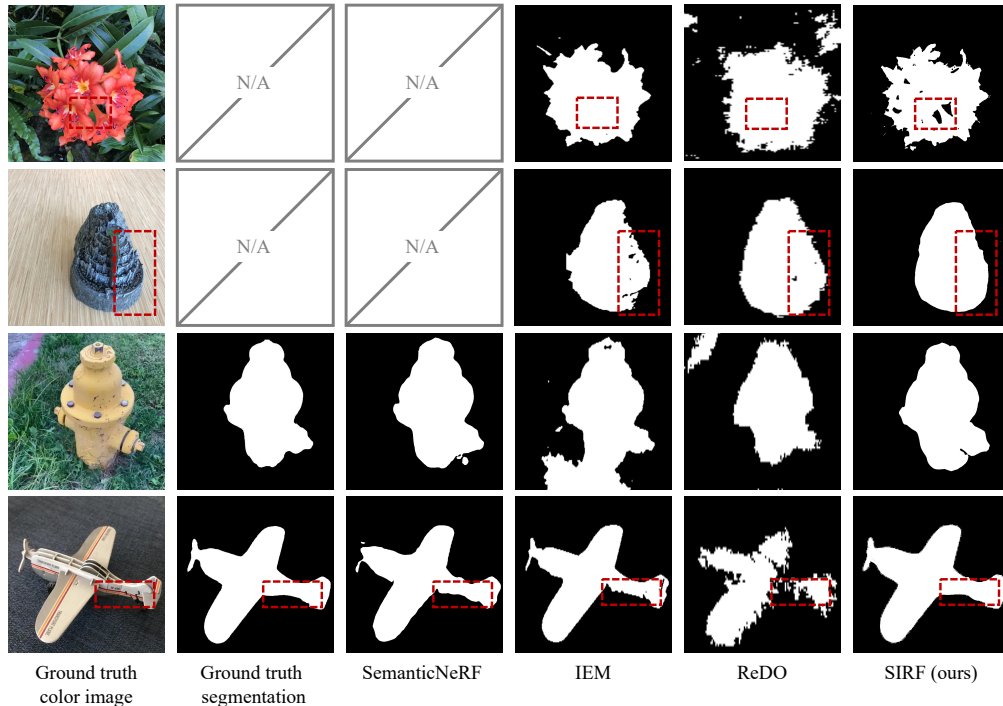 N/A
N/A
N/A
N/A
Ground truth
color image
Ground truth
segmentation
SemanticNeRF
IEM
ReDO
SIRF (ours)